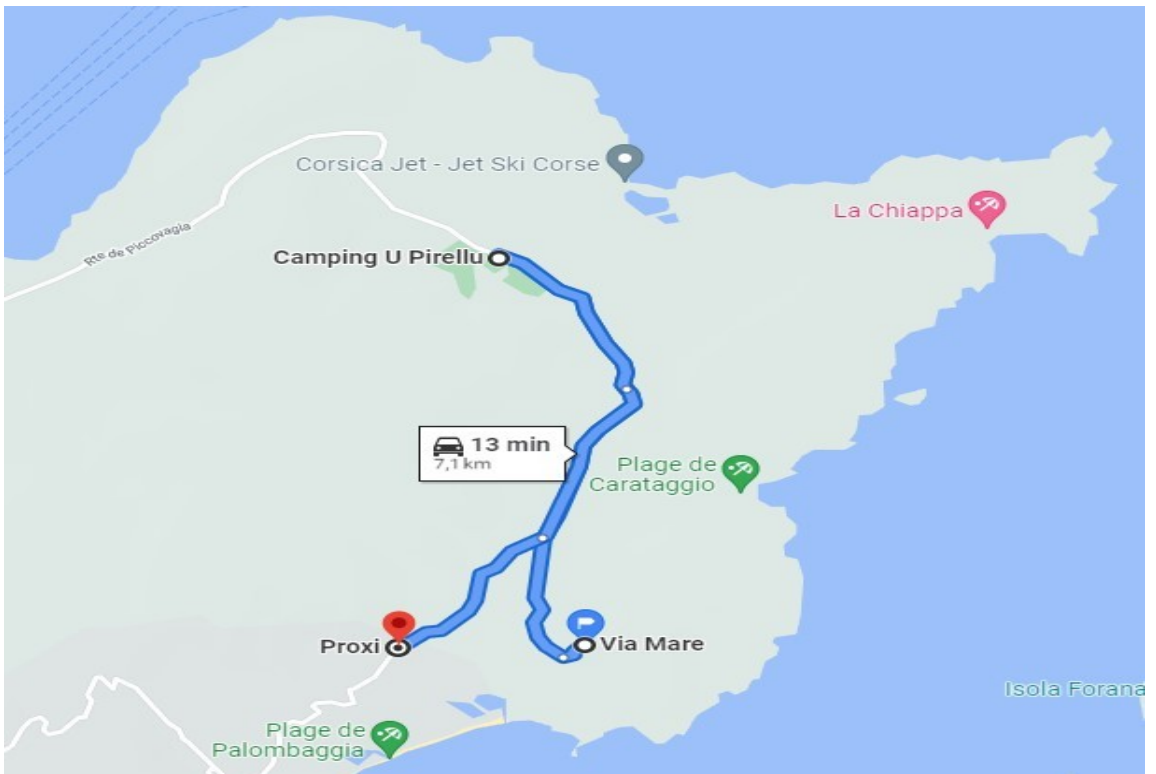 Corsica Jet - Jet Ski Corse
La Chiappa
Rte de Piccovagia
Camping U Pirellu
13 min
7,1 km
Plage de
Carataggio
Proxi
Via Mare
Isola Forana
Plage de
Palombaggia